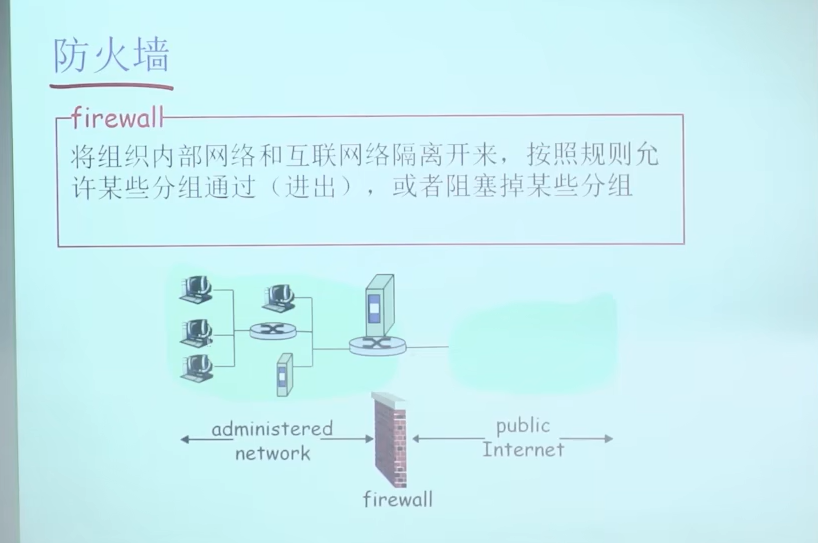 防火墙
firewall
将组织内部网络和互联网络隔离开来，按照规则允
许某些分组通过（进出），或者阻塞掉某些分组
administered
network
public
Internet
firewall